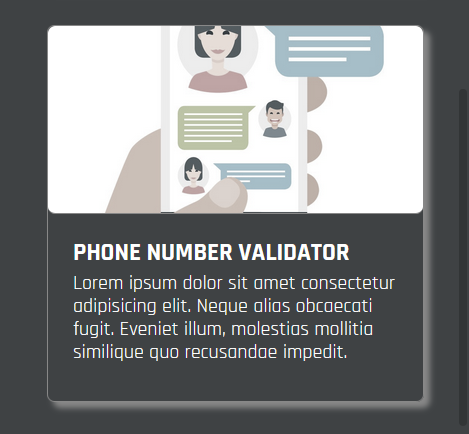 PHONE NUMBER VALIDATOR
Lorem ipsum dolor sit amet consectetur
adipisicing elit. Neque alias obcaecati
fugit. Eveniet illum, molestias mollitia
similique quo recusandae impedit.